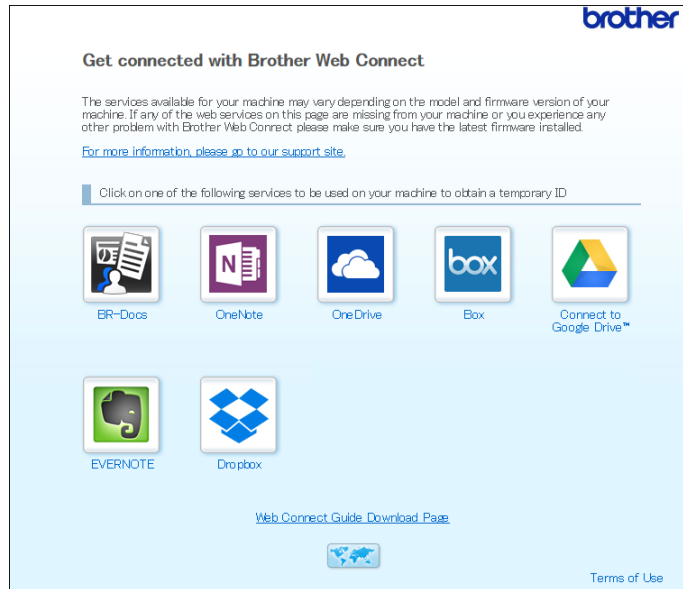 brother
Get connected with Brother Web Connect
The services available for your machine may vary depending on the model and firmware version of your
machine. If any of the web services on this page are missing from your machine or you experience any
other problem with Brother Web Connect please make sure you have the latest firmware installed.
For more information, please go to our support site.
Click on one of the following services to be used on your machine to obtain a temporary ID
N
box
BR-Docs
OneNote
OneDrive
Box
Connect to
Google Drive™
EVERNOTE
Dropbox
Web Connect Guide Download Page
Terms of Use